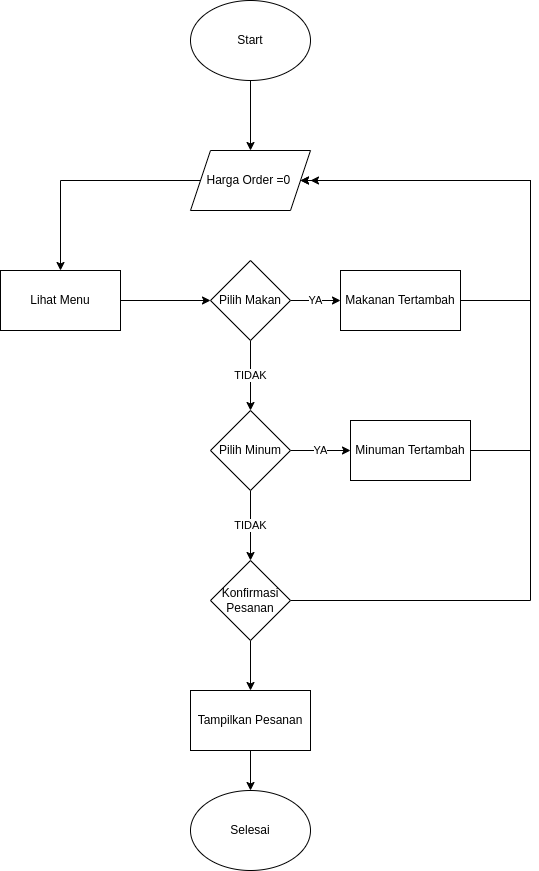 Start
Harga Order =0
Lihat Menu
Pilih Makan
YA
Makanan Tertambah
TIDAK
Pilih Minum
YA
Minuman Tertambah
TIDAK
Konfirmasi
Pesanan
Tampilkan Pesanan
Selesai